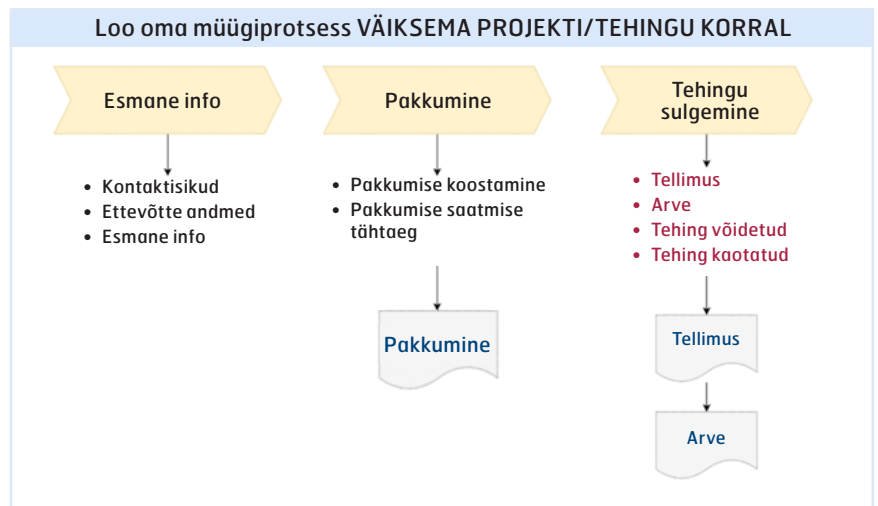 Loo oma müügiprotsess VÄIKSEMA PROJEKTI/TEHINGU KORRAL
Esmane info
• Kontaktisikud
• Ettevõtte andmed
• Esmane info
Pakkumine
• Pakkumise koostamine
• Pakkumise saatmise
tähtaeg
Pakkumine
Tehingu
sulgemine
• Tellimus
• Arve
• Tehing võidetud
• Tehing kaotatud
Tellimus
Arve